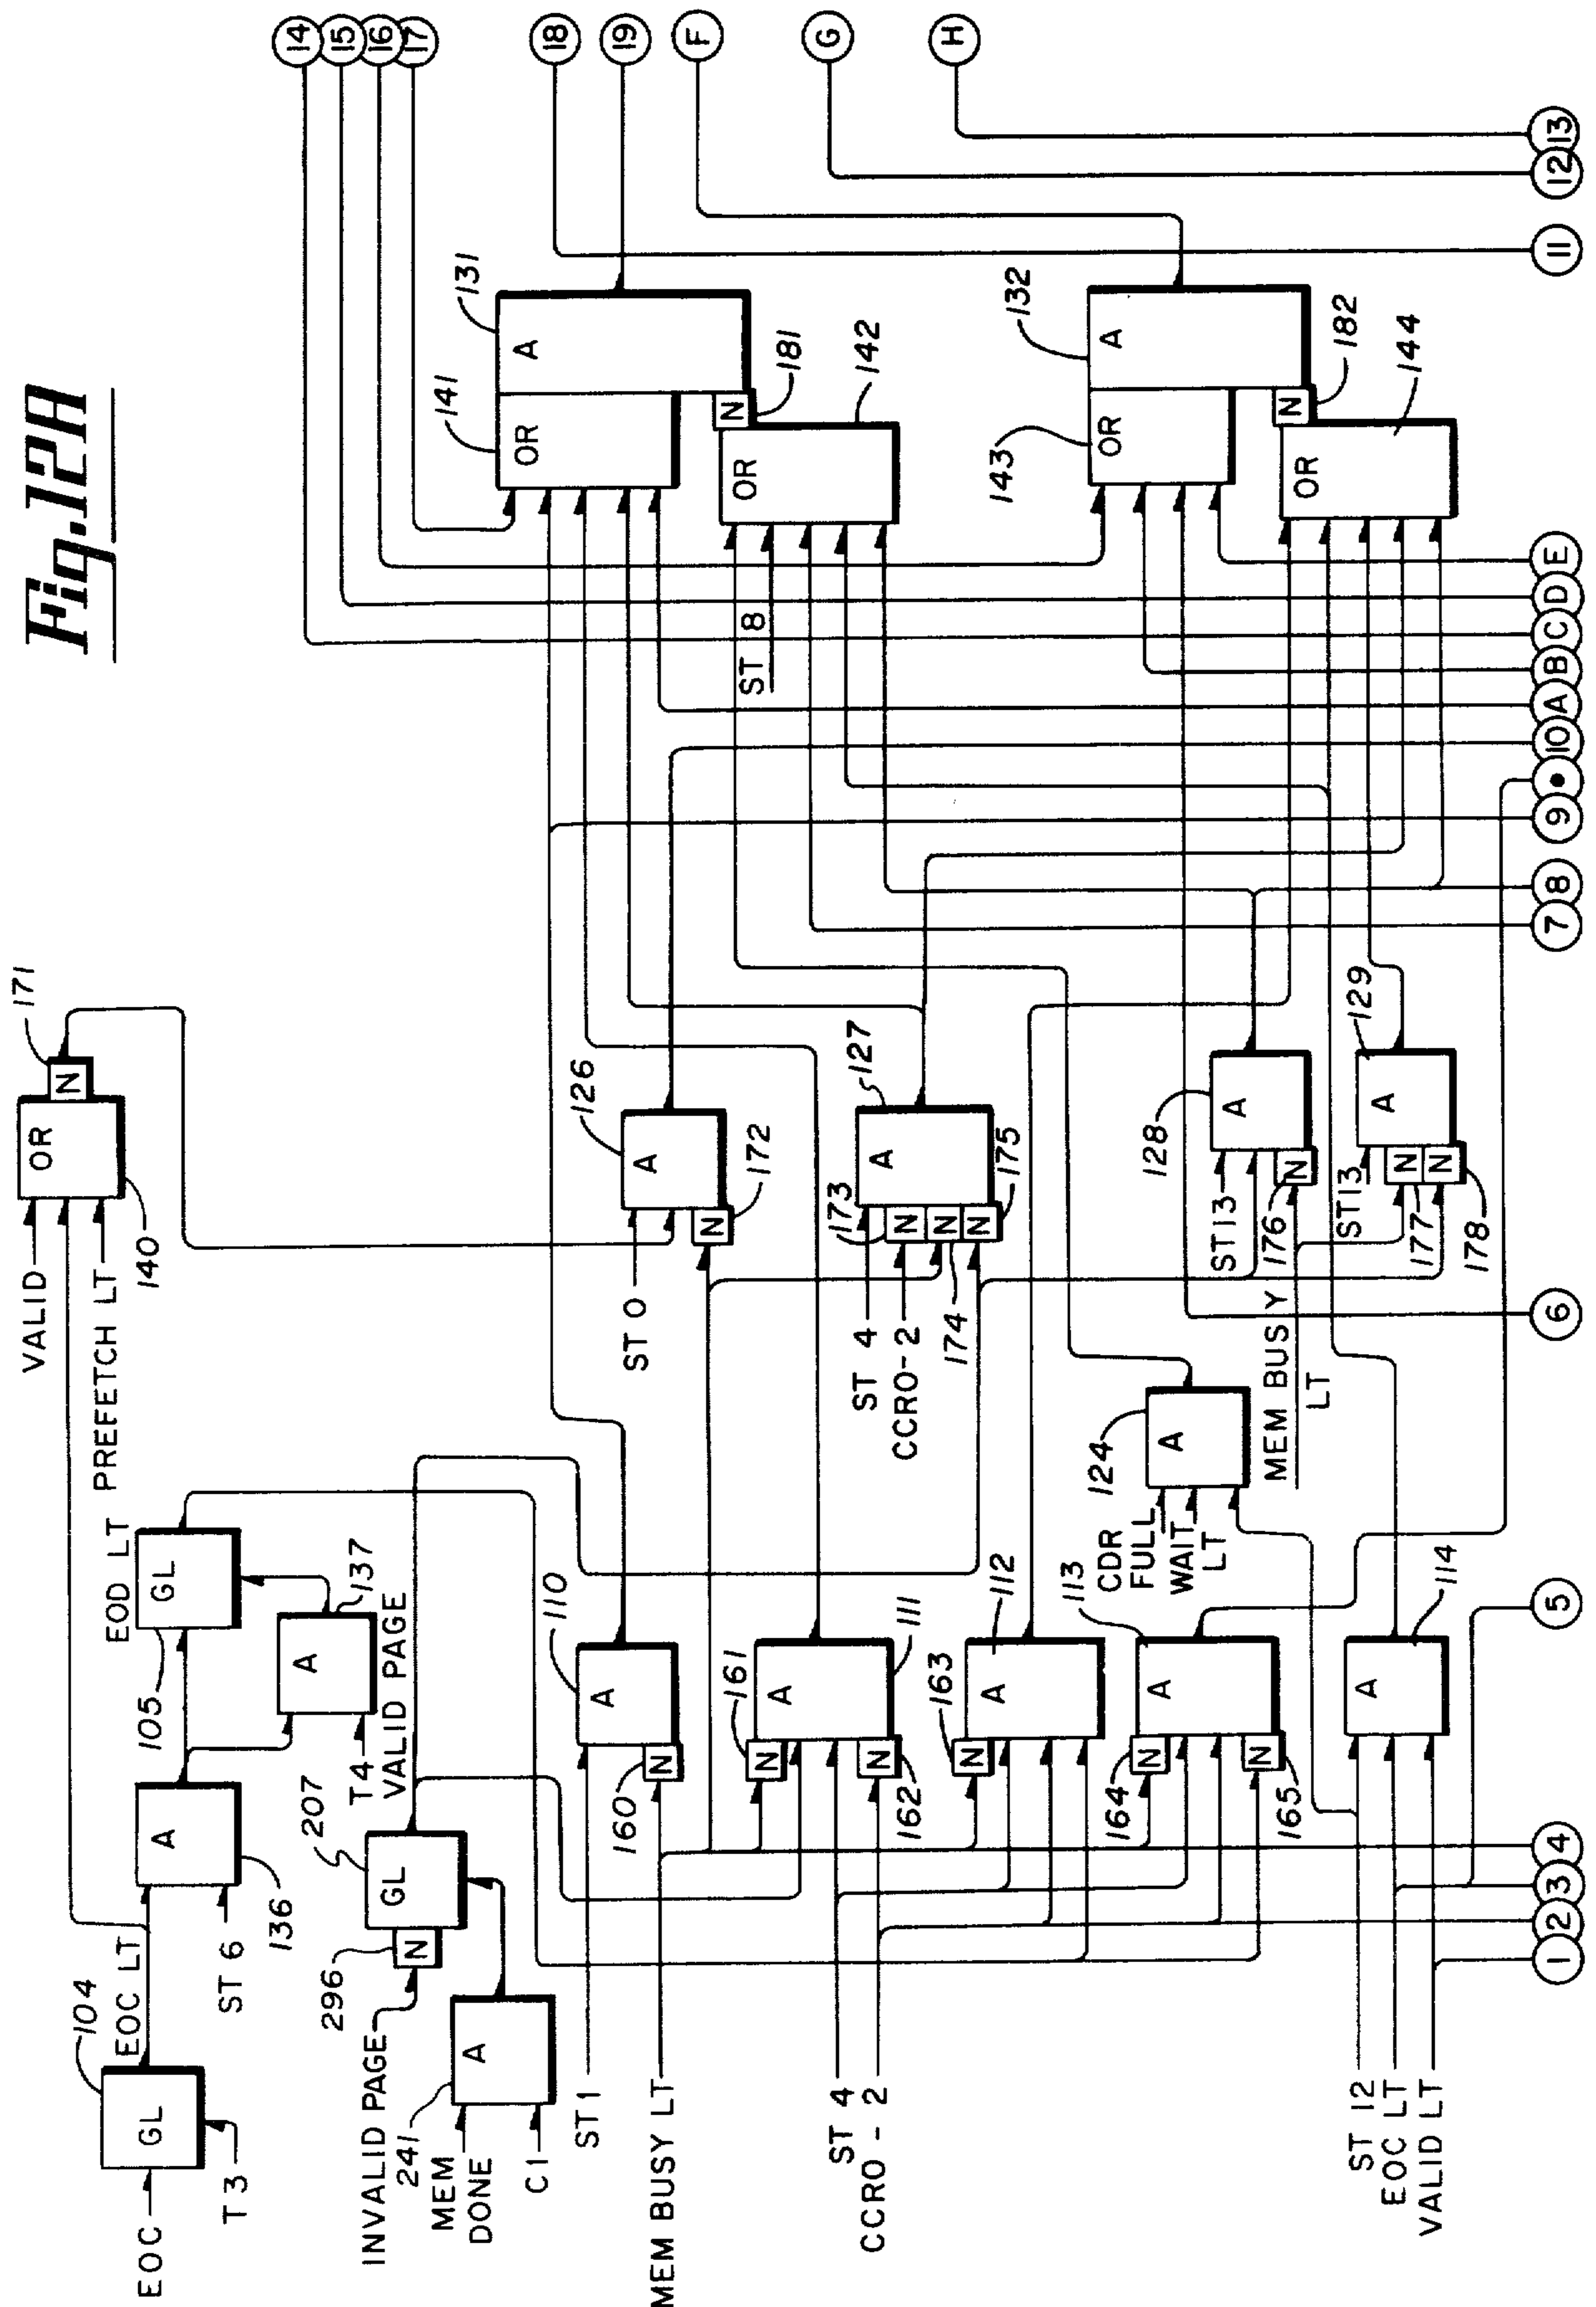 Fig.12A
14
15
16
17
18
19
F
G
H
171
N
OR
VALID
PREFETCH LT
140
EOD LT
GL
105
A
137
T4
VALID PAGE
104
EOC LT
GL
EOC
T3
A
ST 6
136
207
GL
296
N
INVALID PAGE
241
A
MEM
DONE
C1
110
A
ST 1
160
N
MEM BUSY LT
161
N
A
111
ST 4
N
162
CCRO-2
163
N
A
112
113
164
N
A
N
165
ST 12
EOC LT
VALID LT
A
114
CDR
FULL
WAIT
LT
124
A
126
A
ST 0
N
172
127
A
173
ST 4
N
CCRO-2
N
174
N
175
128
A
ST13
176
N
MEM BUSY
LT
129
A
ST13
N
177
N
178
131
A
141
OR
N
181
142
OR
ST 8
132
A
143
OR
N
182
144
OR
1
2
3
4
5
6
7
8
9
•
10
A
B
C
D
E
11
12
13